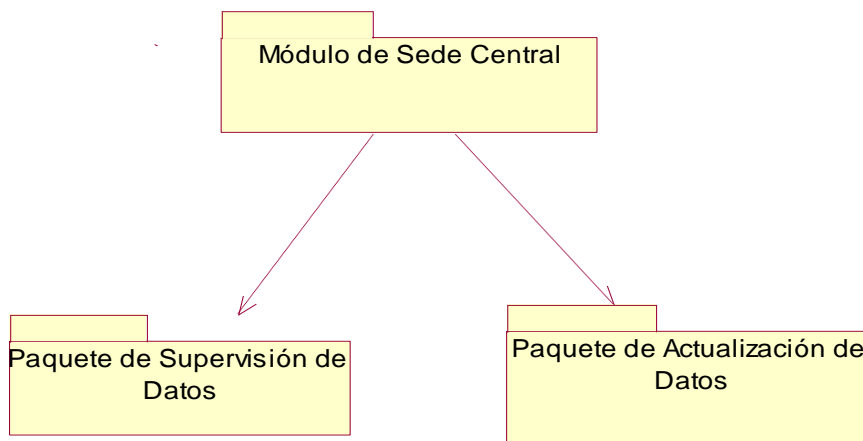 Módulo de Sede Central
Paquete de Supervisión de
Datos
Paquete de Actualización de
Datos